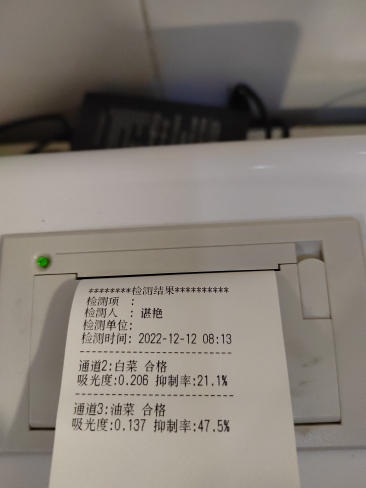 ********检测结果**********
检测项  :
检测人  : 谌艳
检测单位:
检测时间: 2022-12-12 08:13
--------------------------
通道2:白菜 合格
吸光度:0.206 抑制率:21.1%
--------------------------
通道3:油菜 合格
吸光度:0.137 抑制率:47.5%